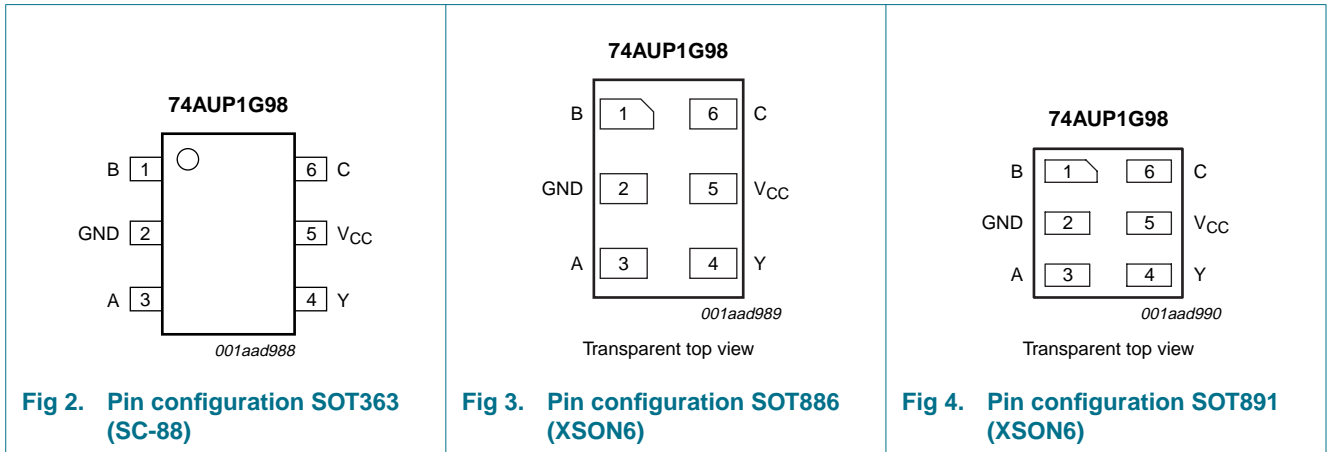 74AUP1G98
B 1 6 C
GND 2 5 VCC
A 3 4 Y
001aad988
Fig 2. Pin configuration SOT363
(SC-88)
74AUP1G98
B 1 6 C
GND 2 5 VCC
A 3 4 Y
001aad989
Transparent top view
Fig 3. Pin configuration SOT886
(XSON6)
74AUP1G98
B 1 6 C
GND 2 5 VCC
A 3 4 Y
001aad990
Transparent top view
Fig 4. Pin configuration SOT891
(XSON6)